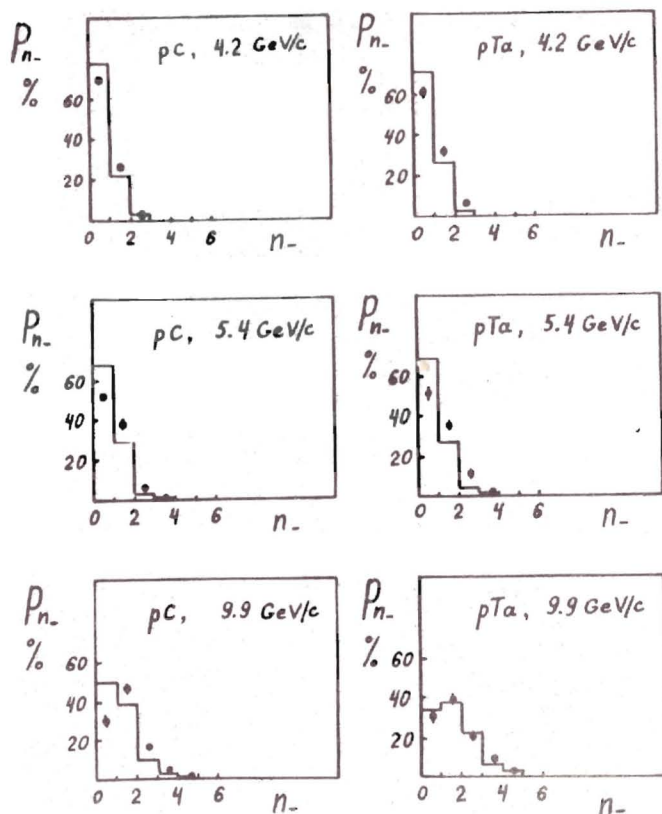 Pn- pC, 4.2 GeV/c
%
60
40
20
0 2 4 6 n-
pTa, 4.2 GeV/c
Pn-
%
60
40
20
0 2 4 6 n-
Pn- pC, 5.4 GeV/c
%
60
40
20
0 2 4 6 n-
Pn- pTa, 5.4 GeV/c
%
60
40
20
0 2 4 6 n-
Pn- pC, 9.9 GeV/c
%
60
40
20
0 2 4 6 n-
Pn- pTa, 9.9 GeV/c
%
60
40
20
0 2 4 6 n-